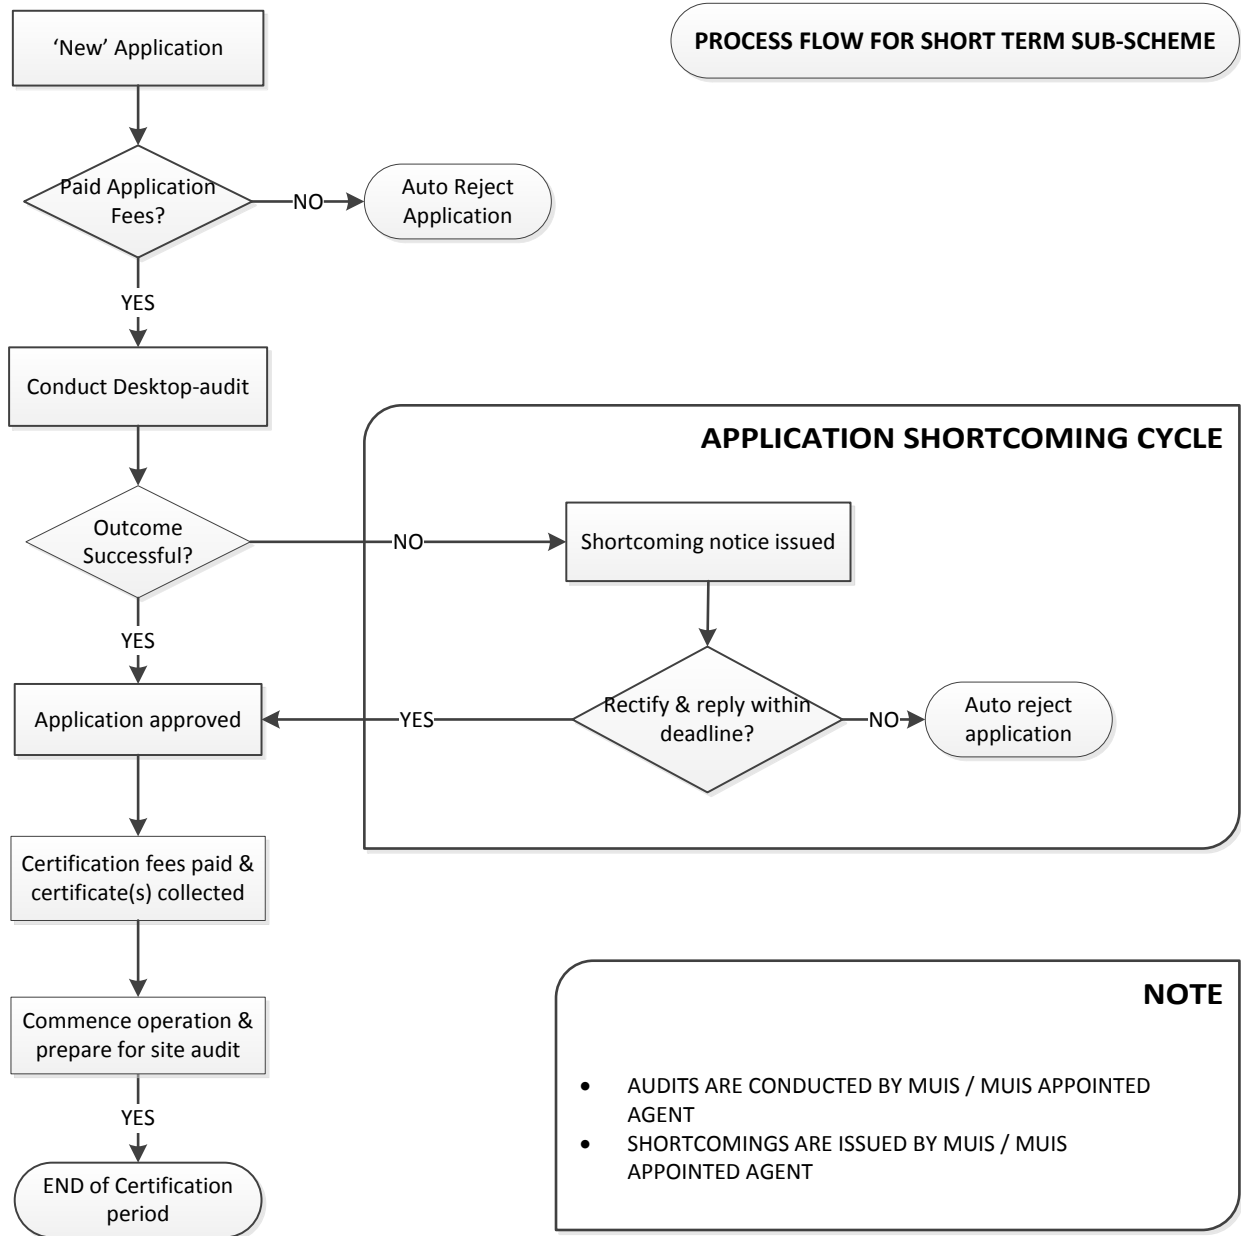 ‘New’ Application
PROCESS FLOW FOR SHORT TERM SUB-SCHEME
Paid Application
Fees?
NO
Auto Reject
Application
YES
Conduct Desktop-audit
APPLICATION SHORTCOMING CYCLE
Outcome
Successful?
NO
Shortcoming notice issued
YES
Application approved
YES
Rectify & reply within
deadline?
NO
Auto reject
application
Certification fees paid &
certificate(s) collected
Commence operation &
prepare for site audit
YES
END of Certification
period
NOTE
• AUDITS ARE CONDUCTED BY MUIS / MUIS APPOINTED
AGENT
• SHORTCOMINGS ARE ISSUED BY MUIS / MUIS
APPOINTED AGENT